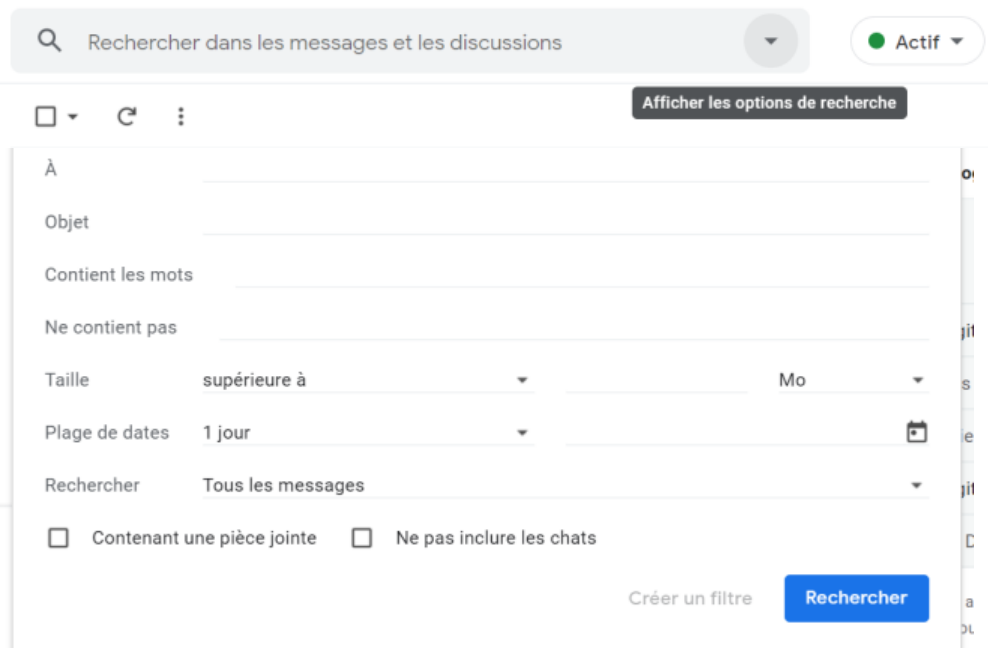 Rechercher dans les messages et les discussions
Actif
Afficher les options de recherche
À
Objet
Contient les mots
Ne contient pas
Taille supérieure à Mo
Plage de dates 1 jour
Rechercher Tous les messages
Contenant une pièce jointe Ne pas inclure les chats
Créer un filtre Rechercher